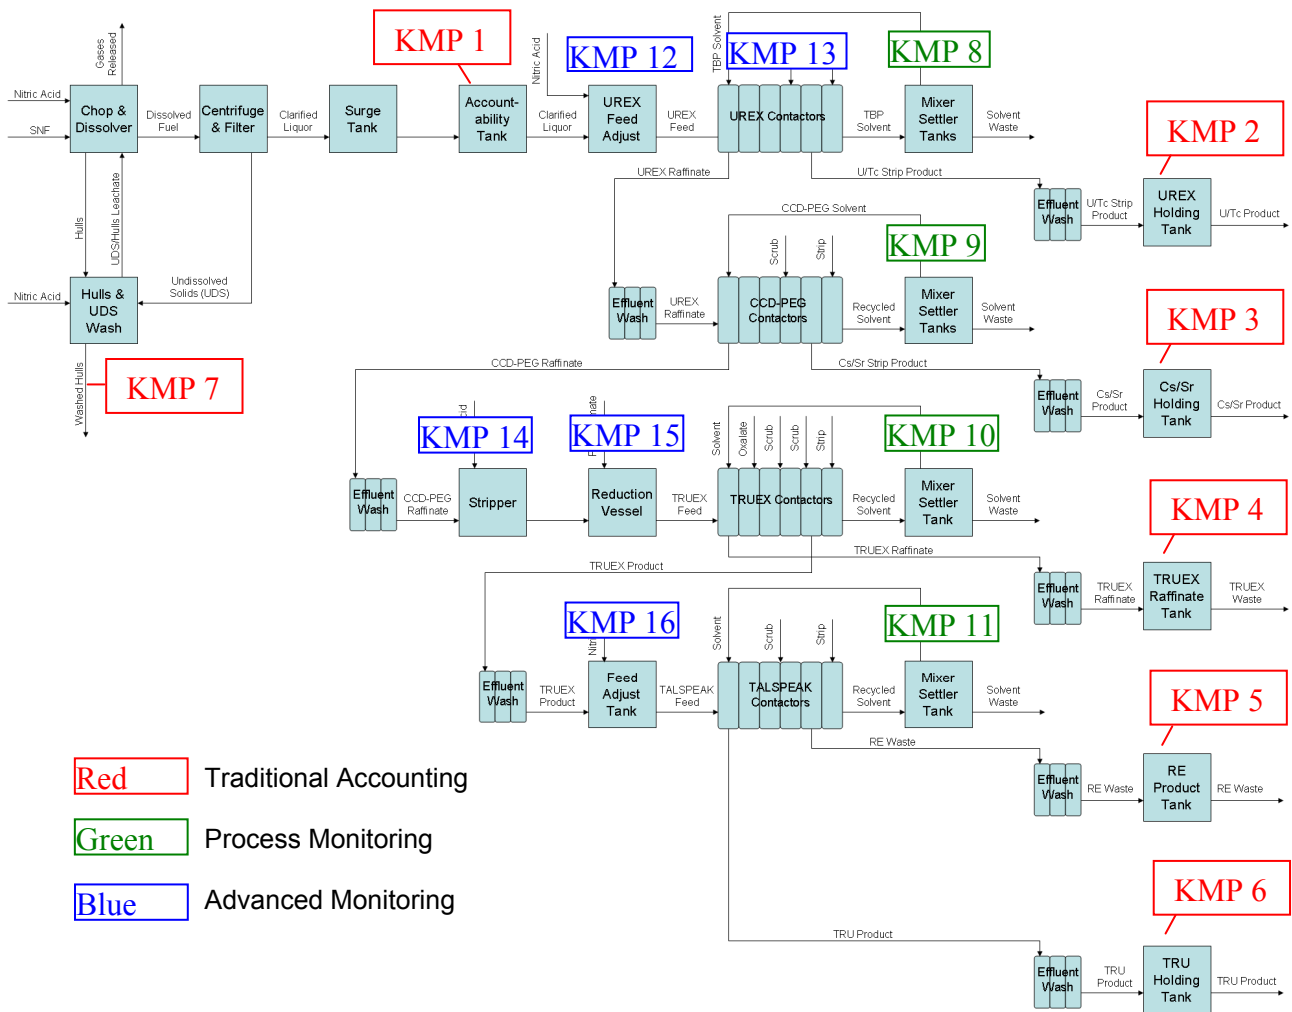 Gases
Released
KMP 1
Nitric Acid
KMP 12
TBP Solvent
KMP 13
KMP 8
Nitric Acid
SNF
Chop &
Dissolver
Dissolved
Fuel
Centrifuge
& Filter
Clarified
Liquor
Surge
Tank
Account-
ability
Tank
Clarified
Liquor
UREX
Feed
Adjust
UREX
Feed
UREX Contactors
TBP
Solvent
Mixer
Settler
Tanks
Solvent
Waste
KMP 2
UREX Raffinate
U/Tc Strip Product
Effluent
Wash
U/Tc Strip
Product
UREX
Holding
Tank
U/Tc Product
Hulls
UDS/Hulls Leachate
Undissolved
Solids (UDS)
Nitric Acid
Hulls &
UDS
Wash
Washed Hulls
KMP 7
CCD-PEG Solvent
Scrub
Strip
KMP 9
Effluent
Wash
UREX
Raffinate
CCD-PEG
Contactors
Recycled
Solvent
Mixer
Settler
Tanks
Solvent
Waste
KMP 3
CCD-PEG Raffinate
Cs/Sr Strip Product
Effluent
Wash
Cs/Sr
Product
Cs/Sr
Holding
Tank
Cs/Sr Product
KMP 14
KMP 15
Solvent
Oxalate
Scrub
Scrub
Strip
KMP 10
Effluent
Wash
CCD-PEG
Raffinate
Stripper
Reduction
Vessel
TRUEX
Feed
TRUEX Contactors
Recycled
Solvent
Mixer
Settler
Tank
Solvent
Waste
KMP 4
TRUEX Raffinate
TRUEX Product
Effluent
Wash
TRUEX
Raffinate
TRUEX
Raffinate
Tank
TRUEX
Waste
KMP 16
Solvent
Scrub
Strip
KMP 11
Effluent
Wash
TRUEX
Product
Feed
Adjust
Tank
TALSPEAK
Feed
TALSPEAK
Contactors
Recycled
Solvent
Mixer
Settler
Tank
Solvent
Waste
KMP 5
RE Waste
Effluent
Wash
RE Waste
RE
Product
Tank
RE Waste
Red Traditional Accounting
Green Process Monitoring
Blue Advanced Monitoring
KMP 6
TRU Product
Effluent
Wash
TRU
Product
TRU
Holding
Tank
TRU Product